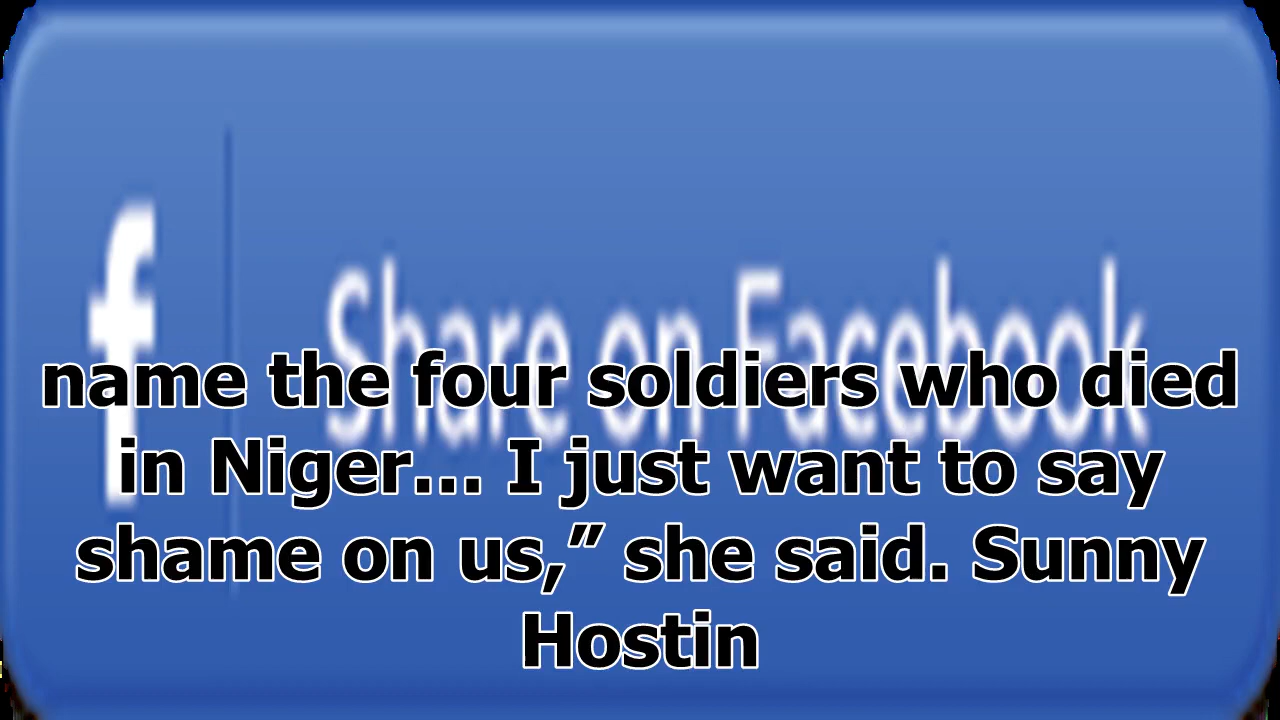 f Share on Facebook
name the four soldiers who died
in Niger... I just want to say
shame on us,” she said. Sunny
Hostin